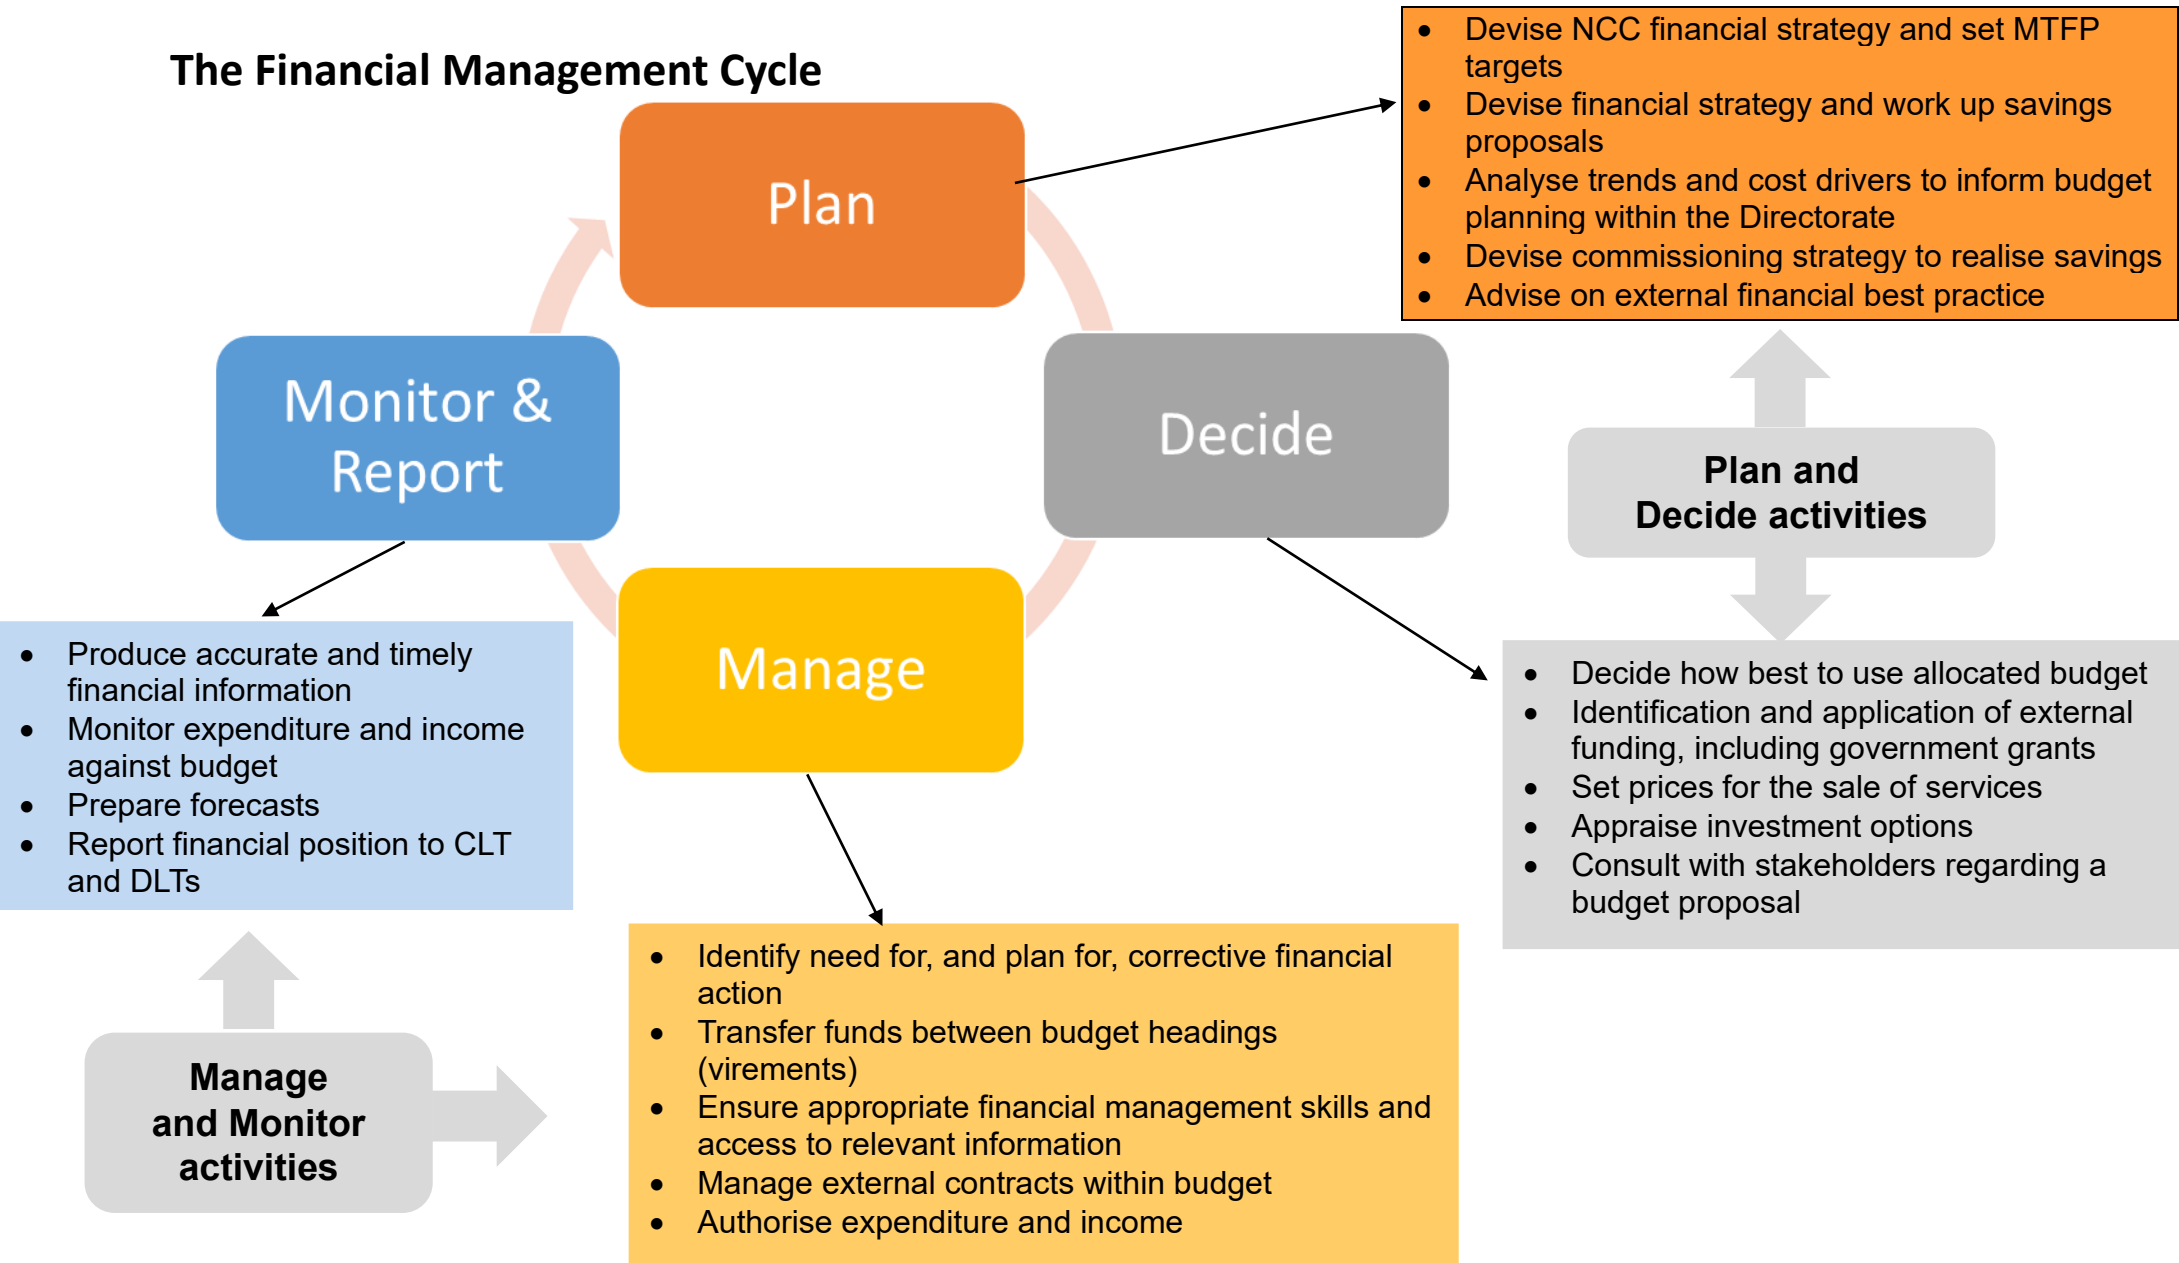 The Financial Management Cycle
Plan
Decide
Manage
Monitor &
Report
• Devise NCC financial strategy and set MTFP
targets
• Devise financial strategy and work up savings
proposals
• Analyse trends and cost drivers to inform budget
planning within the Directorate
• Devise commissioning strategy to realise savings
• Advise on external financial best practice
Plan and
Decide activities
• Decide how best to use allocated budget
• Identification and application of external
funding, including government grants
• Set prices for the sale of services
• Appraise investment options
• Consult with stakeholders regarding a
budget proposal
• Produce accurate and timely
financial information
• Monitor expenditure and income
against budget
• Prepare forecasts
• Report financial position to CLT
and DLTs
Manage
and Monitor
activities
• Identify need for, and plan for, corrective financial
action
• Transfer funds between budget headings
(virements)
• Ensure appropriate financial management skills and
access to relevant information
• Manage external contracts within budget
• Authorise expenditure and income